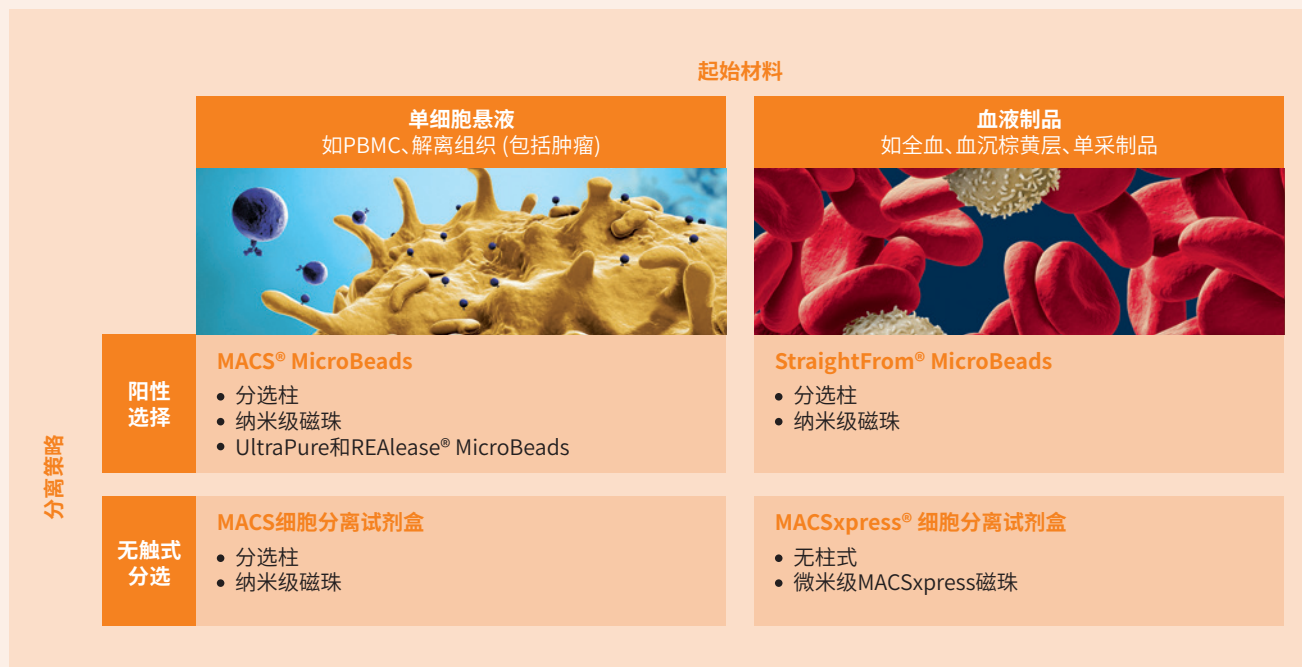 起始材料
单细胞悬液
如PBMC、解离组织 (包括肿瘤)
血液制品
如全血、血沉棕黄层、单采制品
分离策略
阳性
选择
MACS® MicroBeads
• 分选柱
• 纳米级磁珠
• UltraPure和REAlease® MicroBeads
StraightFrom® MicroBeads
• 分选柱
• 纳米级磁珠
无触式
分选
MACS细胞分离试剂盒
• 分选柱
• 纳米级磁珠
MACSxpress® 细胞分离试剂盒
• 无柱式
• 微米级MACSxpress磁珠